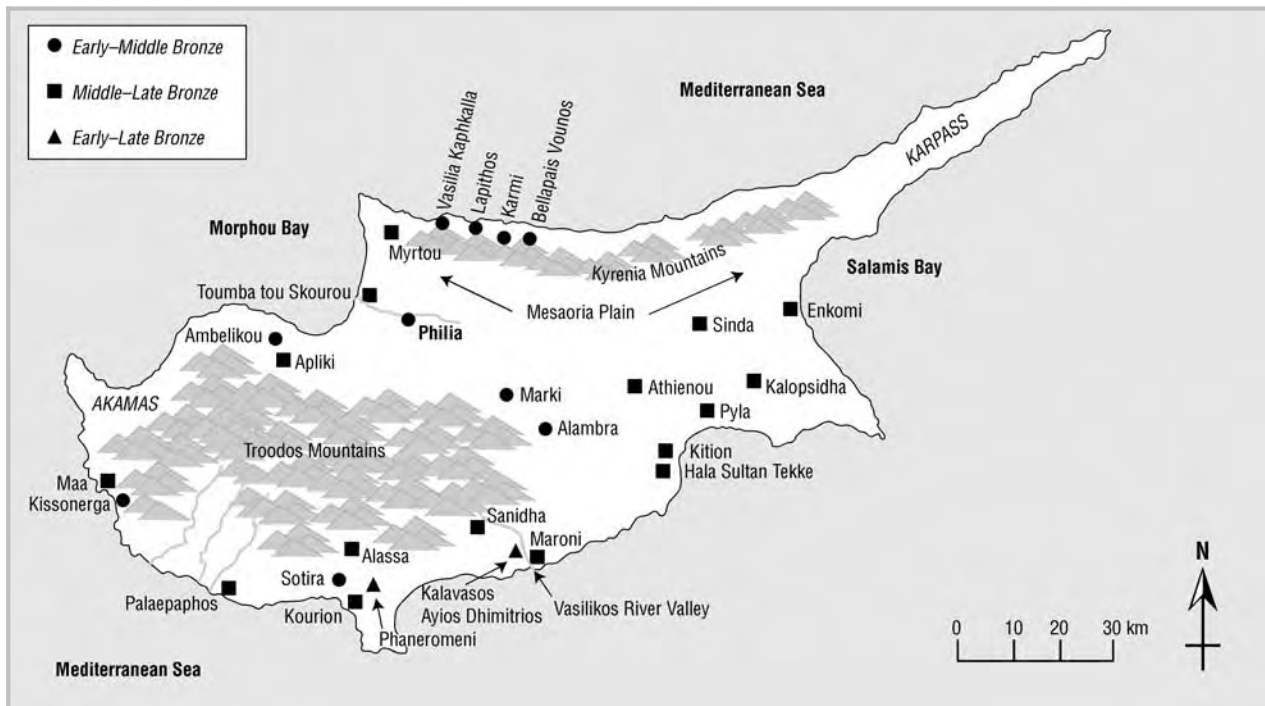 Early–Middle Bronze
Middle–Late Bronze
Early–Late Bronze
Mediterranean Sea
KARPASS
Vasilia Kaphkalla
Lapithos
Karmi
Bellapais Vounos
Morphou Bay
Myrtou
Kyrenia Mountains
Salamis Bay
Toumba tou Skourou
Mesaoria Plain
Enkomi
Sinda
Philia
Ambelikou
Apliki
Marki
Athienou
Kalopsidha
AKAMAS
Pyla
Alambra
Troodos Mountains
Kition
Hala Sultan Tekke
Maa
Kissonerga
Sanidha
Maroni
Alassa
Sotira
Kalavasos
Ayios Dhimitrios
Vasilikos River Valley
Palaepaphos
Kourion
Phaneromeni
Mediterranean Sea
N
0 10 20 30 km